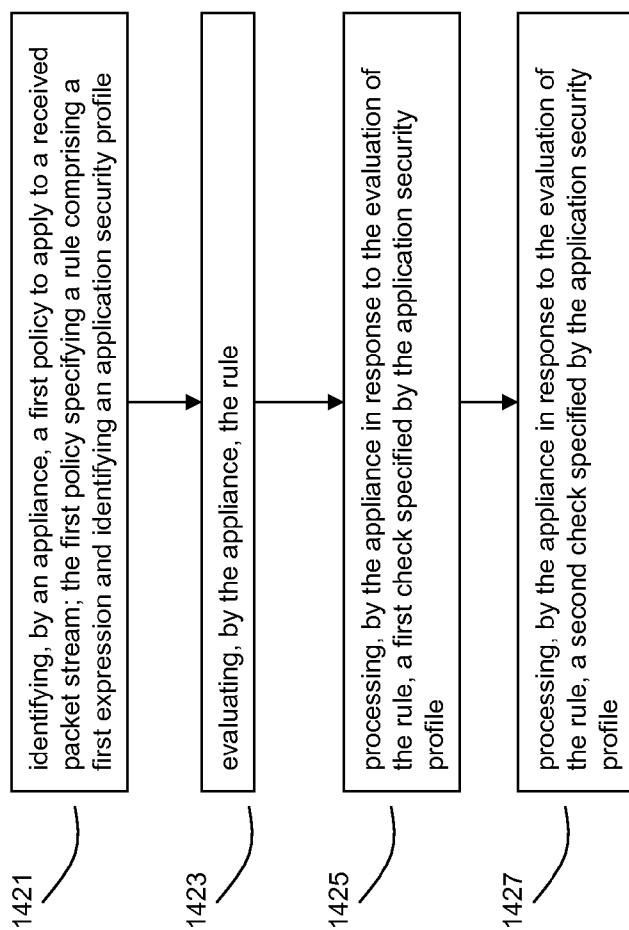 1421
identifying, by an appliance, a first policy to apply to a received
packet stream; the first policy specifying a rule comprising a
first expression and identifying an application security profile
1423
evaluating, by the appliance, the rule
1425
processing, by the appliance in response to the evaluation of
the rule, a first check specified by the application security
profile
1427
processing, by the appliance in response to the evaluation of
the rule, a second check specified by the application security
profile